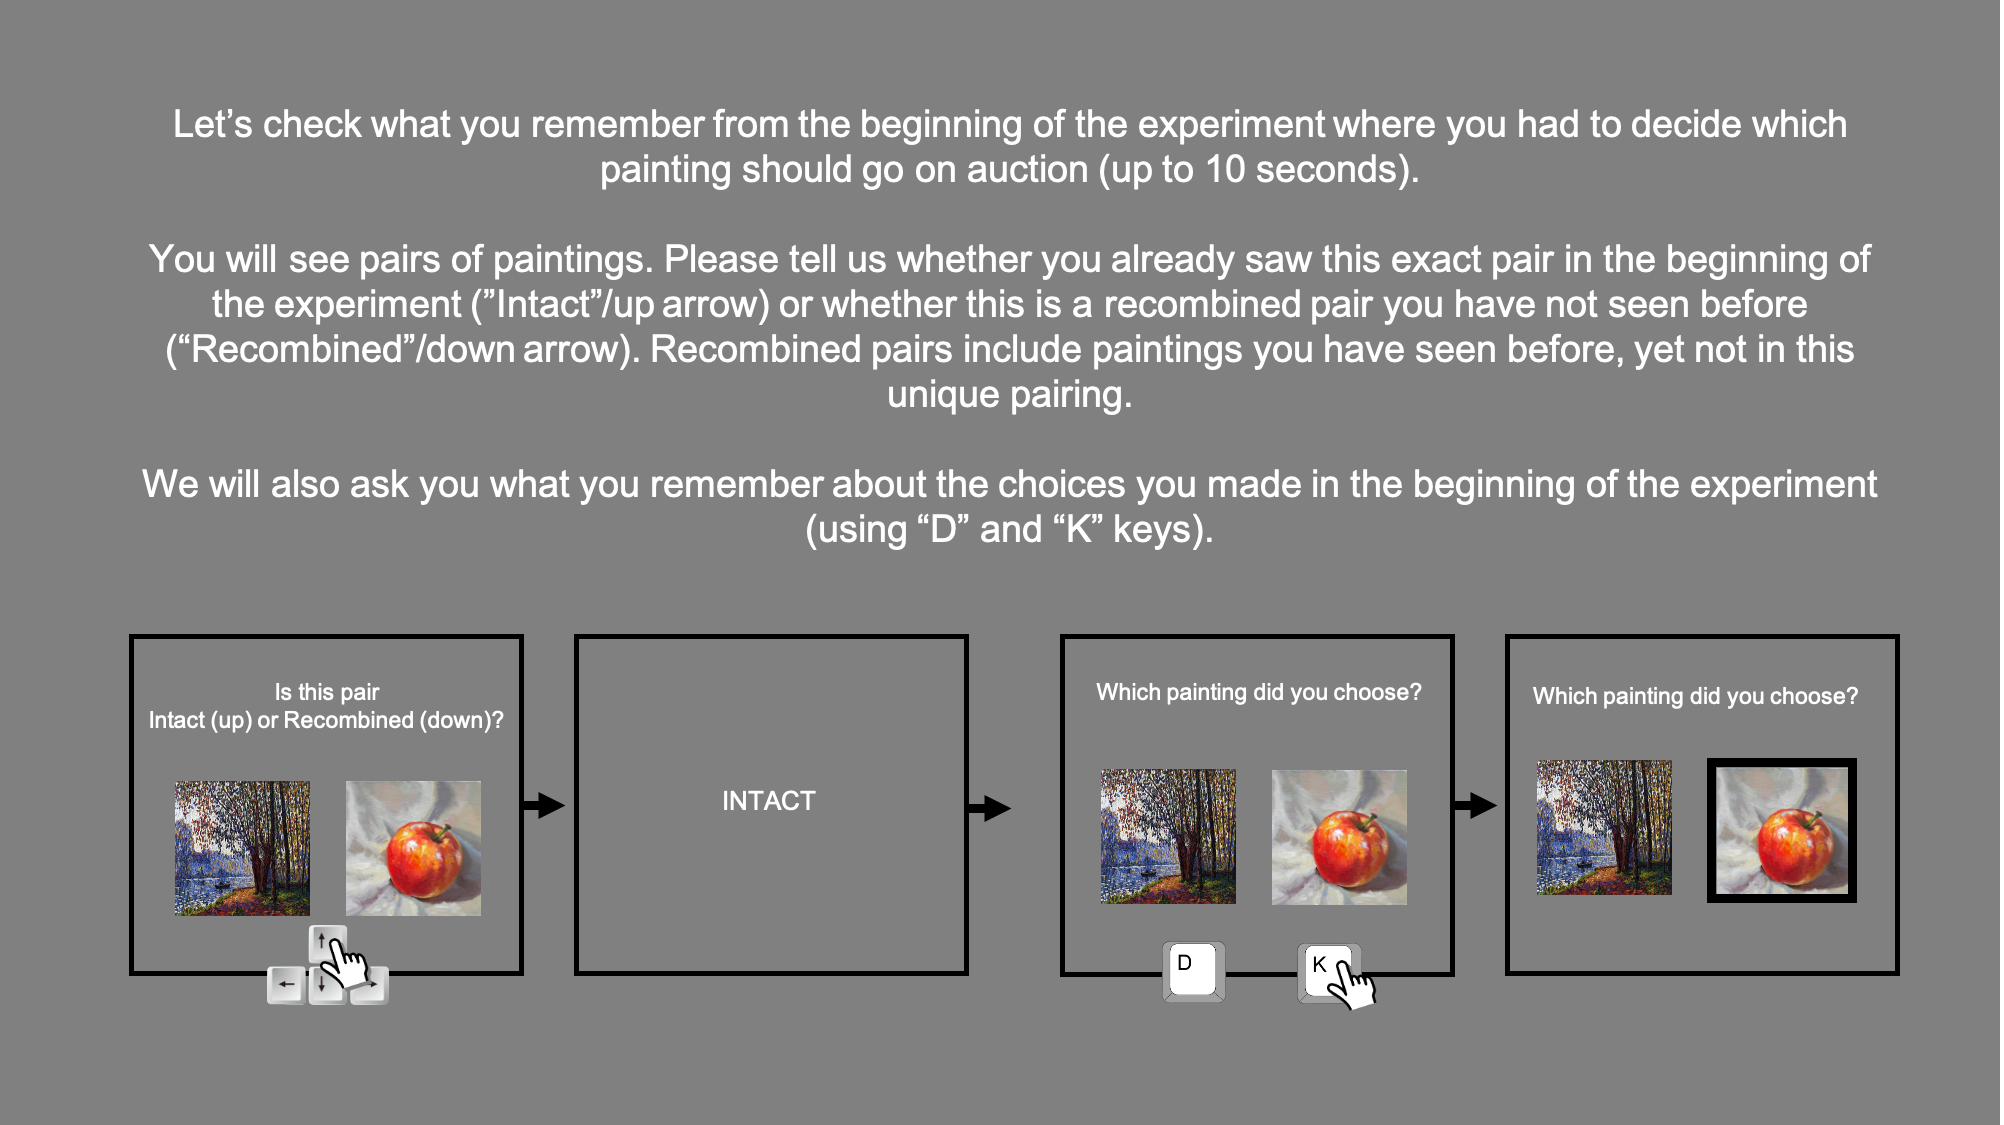 Let’s check what you remember from the beginning of the experiment where you had to decide which
painting should go on auction (up to 10 seconds).
You will see pairs of paintings. Please tell us whether you already saw this exact pair in the beginning of
the experiment (”Intact”/up arrow) or whether this is a recombined pair you have not seen before
(“Recombined”/down arrow). Recombined pairs include paintings you have seen before, yet not in this
unique pairing.
We will also ask you what you remember about the choices you made in the beginning of the experiment
(using “D” and “K” keys).
Is this pair
Intact (up) or Recombined (down)?
INTACT
Which painting did you choose?
D
K
Which painting did you choose?